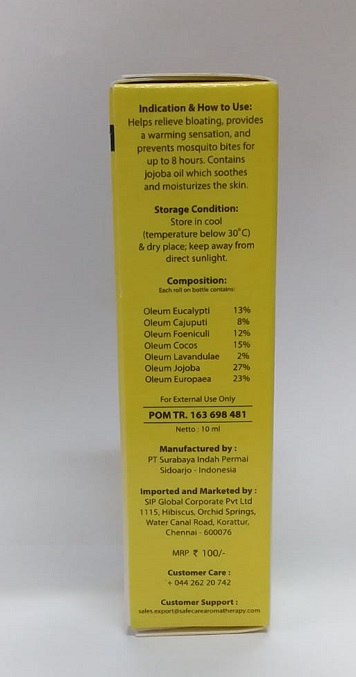 Indication & How to Use:
Helps relieve bloating, provides
a warming sensation, and
prevents mosquito bites for
up to 8 hours. Contains
jojoba oil which soothes
and moisturizes the skin.
Storage Condition:
Store in cool
(temperature below 30°C)
& dry place; keep away from
direct sunlight.
Composition:
Each roll on bottle contains:
Oleum Eucalypti 13%
Oleum Cajuputi 8%
Oleum Foeniculi 12%
Oleum Cocos 15%
Oleum Lavandulae 2%
Oleum Jojoba 27%
Oleum Europaea 23%
For External Use Only
POM TR. 163 698 481
Netto : 10 ml
Manufactured by :
PT Surabaya Indah Permai
Sidoarjo - Indonesia
Imported and Marketed by :
SIP Global Corporate Pvt Ltd
1115, Hibiscus, Orchid Springs,
Water Canal Road, Korattur,
Chennai - 600076
MRP ₹ 100/-
Customer Care :
+ 044 262 20 742
Customer Support :
sales.export@safecarearomatherapy.com